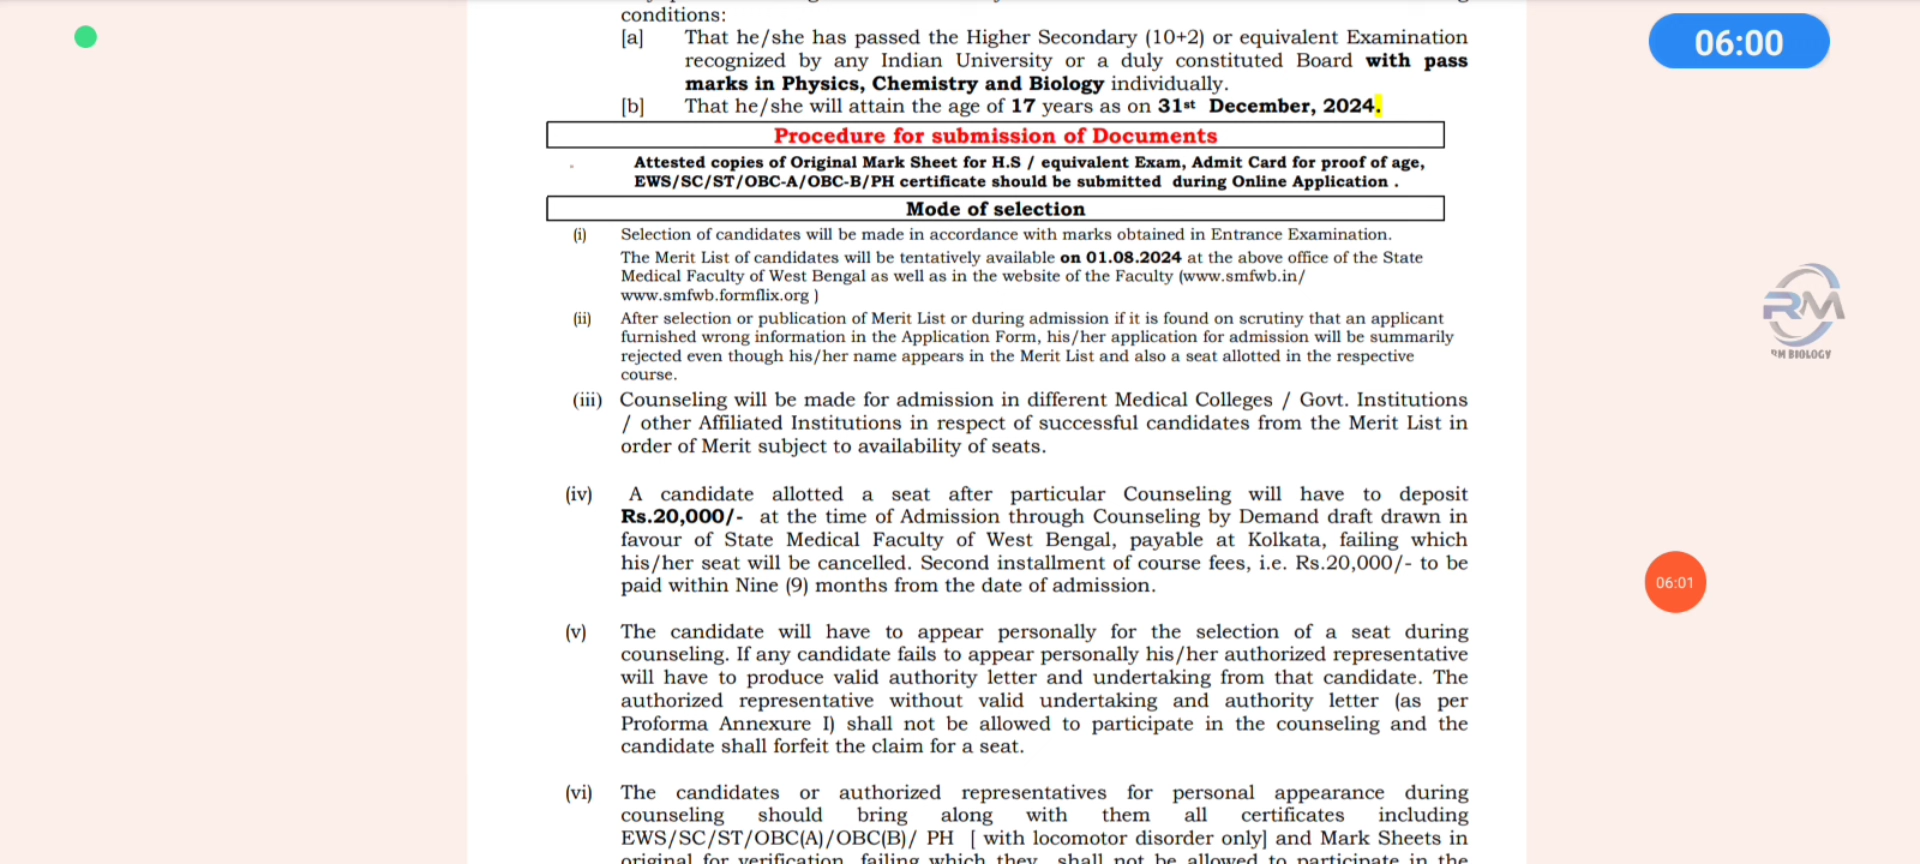 conditions:
[a] That he/she has passed the Higher Secondary (10+2) or equivalent Examination
recognized by any Indian University or a duly constituted Board with pass
marks in Physics, Chemistry and Biology individually.
[b] That he/she will attain the age of 17 years as on 31st December, 2024.
Procedure for submission of Documents
Attested copies of Original Mark Sheet for H.S / equivalent Exam, Admit Card for proof of age,
EWS/SC/ST/OBC-A/OBC-B/PH certificate should be submitted during Online Application .
Mode of selection
(i) Selection of candidates will be made in accordance with marks obtained in Entrance Examination.
The Merit List of candidates will be tentatively available on 01.08.2024 at the above office of the State
Medical Faculty of West Bengal as well as in the website of the Faculty (www.smfwb.in/
www.smfwb.formflix.org )
(ii) After selection or publication of Merit List or during admission if it is found on scrutiny that an applicant
furnished wrong information in the Application Form, his/her application for admission will be summarily
rejected even though his/her name appears in the Merit List and also a seat allotted in the respective
course.
(iii) Counseling will be made for admission in different Medical Colleges / Govt. Institutions
/ other Affiliated Institutions in respect of successful candidates from the Merit List in
order of Merit subject to availability of seats.
(iv) A candidate allotted a seat after particular Counseling will have to deposit
Rs.20,000/- at the time of Admission through Counseling by Demand draft drawn in
favour of State Medical Faculty of West Bengal, payable at Kolkata, failing which
his/her seat will be cancelled. Second installment of course fees, i.e. Rs.20,000/- to be
paid within Nine (9) months from the date of admission.
(v) The candidate will have to appear personally for the selection of a seat during
counseling. If any candidate fails to appear personally his/her authorized representative
will have to produce valid authority letter and undertaking from that candidate. The
authorized representative without valid undertaking and authority letter (as per
Proforma Annexure I) shall not be allowed to participate in the counseling and the
candidate shall forfeit the claim for a seat.
(vi) The candidates or authorized representatives for personal appearance during
counseling should bring along with them all certificates including
EWS/SC/ST/OBC(A)/OBC(B)/ PH [ with locomotor disorder only] and Mark Sheets in
original for verification, failing which they shall not be allowed to participate in the
06:00
RM
RM BIOLOGY
06:01